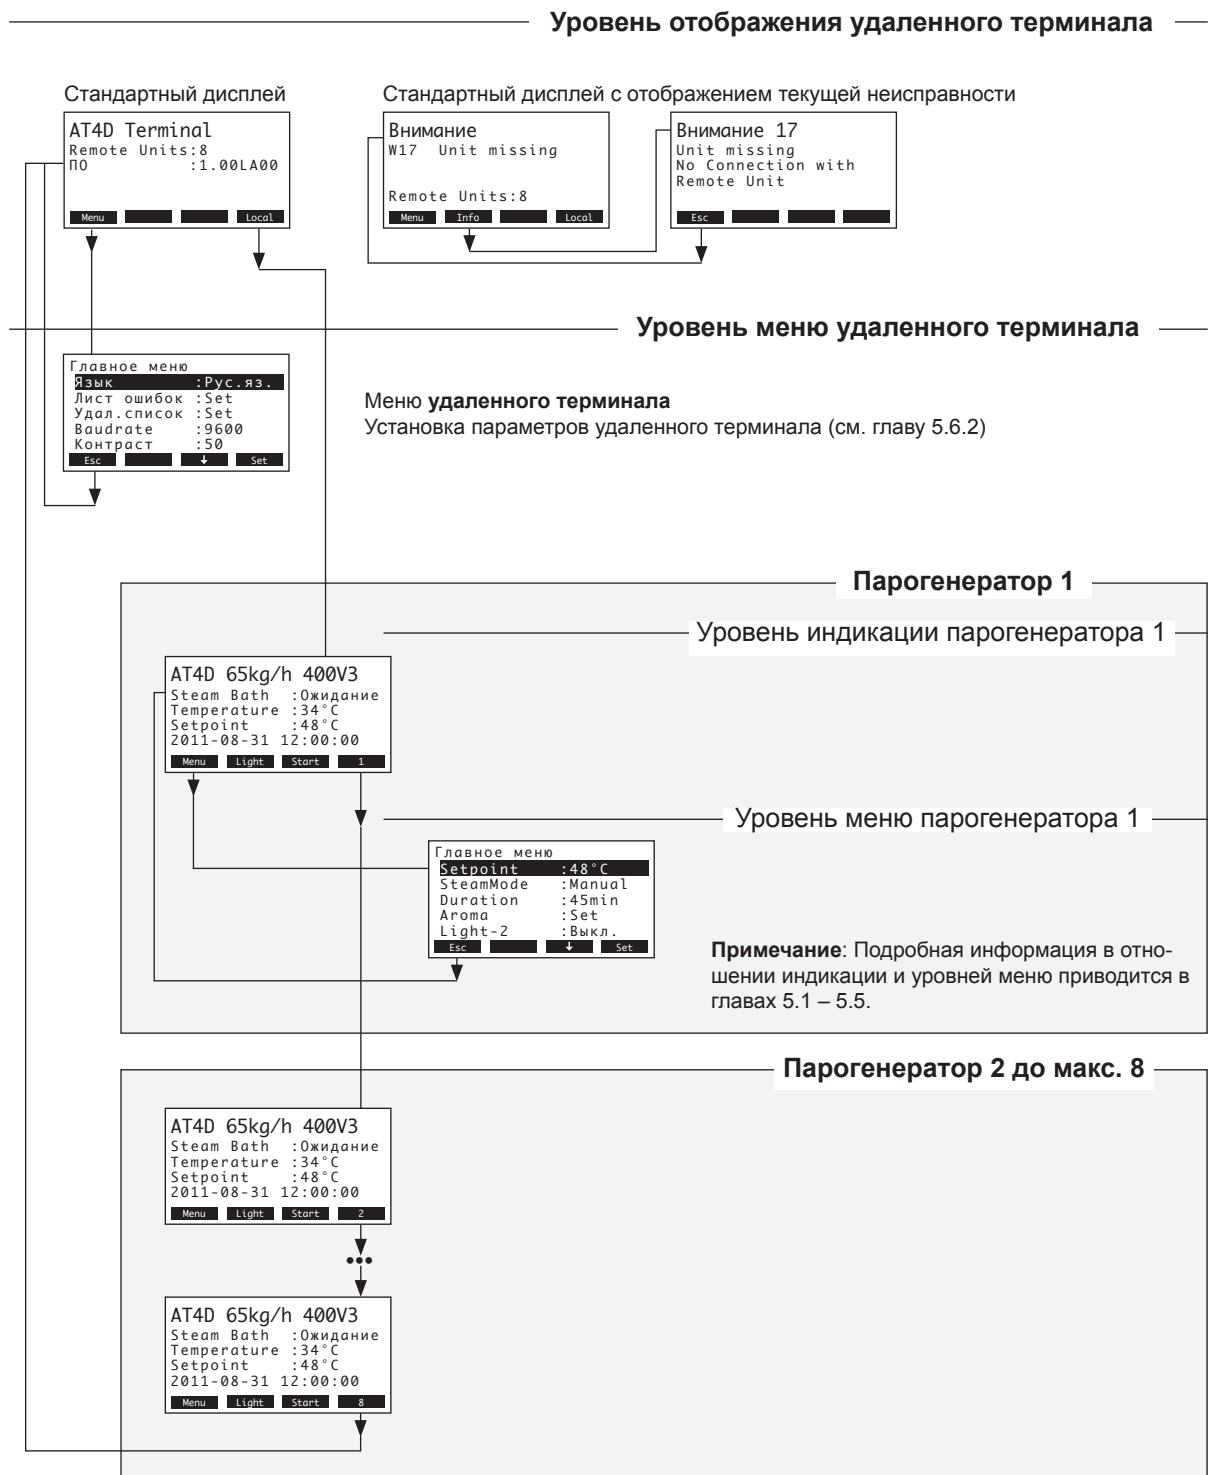 Уровень отображения удаленного терминала
Стандартный дисплей
AT4D Terminal
Remote Units:8
ПО :1.00LA00
Menu Local
Стандартный дисплей с отображением текущей неисправности
Внимание
W17 Unit missing
Remote Units:8
Menu Info Local
Внимание 17
Unit missing
No Connection with
Remote Unit
Esc
Уровень меню удаленного терминала
Главное меню
Язык :Рус.яз.
Лист ошибок :Set
Удал.список :Set
Baudrate :9600
Контраст :50
Esc ↓ Set
Меню удаленного терминала
Установка параметров удаленного терминала (см. главу 5.6.2)
Парогенератор 1
Уровень индикации парогенератора 1
AT4D 65kg/h 400V3
Steam Bath :Ожидание
Temperature :34°C
Setpoint :48°C
2011-08-31 12:00:00
Menu Light Start 1
Уровень меню парогенератора 1
Главное меню
Setpoint :48°C
SteamMode :Manual
Duration :45min
Aroma :Set
Light-2 :Выкл.
Esc ↓ Set
Примечание: Подробная информация в отно-
шении индикации и уровней меню приводится в
главах 5.1 – 5.5.
Парогенератор 2 до макс. 8
AT4D 65kg/h 400V3
Steam Bath :Ожидание
Temperature :34°C
Setpoint :48°C
2011-08-31 12:00:00
Menu Light Start 2
•••
AT4D 65kg/h 400V3
Steam Bath :Ожидание
Temperature :34°C
Setpoint :48°C
2011-08-31 12:00:00
Menu Light Start 8